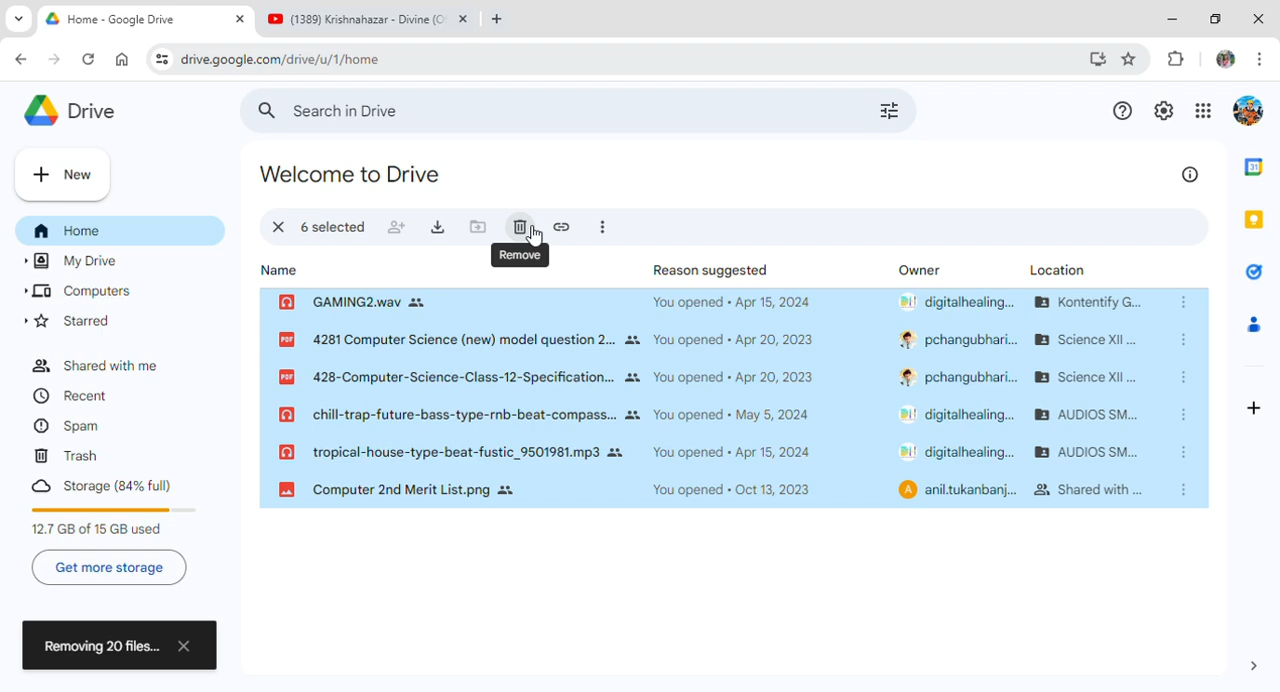 Home - Google Drive
(1389) Krishnahazar - Divine (O
drive.google.com/drive/u/1/home
Drive
Search in Drive
New
Welcome to Drive
6 selected
Remove
Home
My Drive
Computers
Starred
Shared with me
Recent
Spam
Trash
Storage (84% full)
12.7 GB of 15 GB used
Get more storage
Name Reason suggested Owner Location
GAMING2.wav You opened • Apr 15, 2024 digitalhealing... Kontentify G...
PDF 4281 Computer Science (new) model question 2... You opened • Apr 20, 2023 pchangubhari... Science XII ...
PDF 428-Computer-Science-Class-12-Specification... You opened • Apr 20, 2023 pchangubhari... Science XII ...
chill-trap-future-bass-type-rnb-beat-compass... You opened • May 5, 2024 digitalhealing... AUDIOS SM...
tropical-house-type-beat-fustic_9501981.mp3 You opened • Apr 15, 2024 digitalhealing... AUDIOS SM...
Computer 2nd Merit List.png You opened • Oct 13, 2023 A anil.tukanbanj... Shared with ...
Removing 20 files...
31